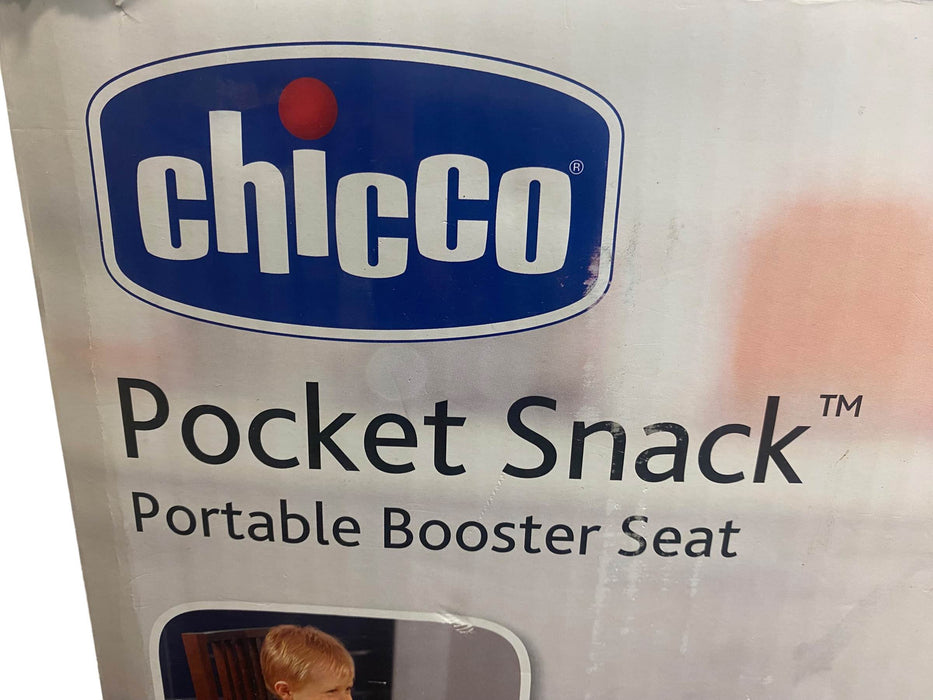 chicco®
Pocket Snack™
Portable Booster Seat